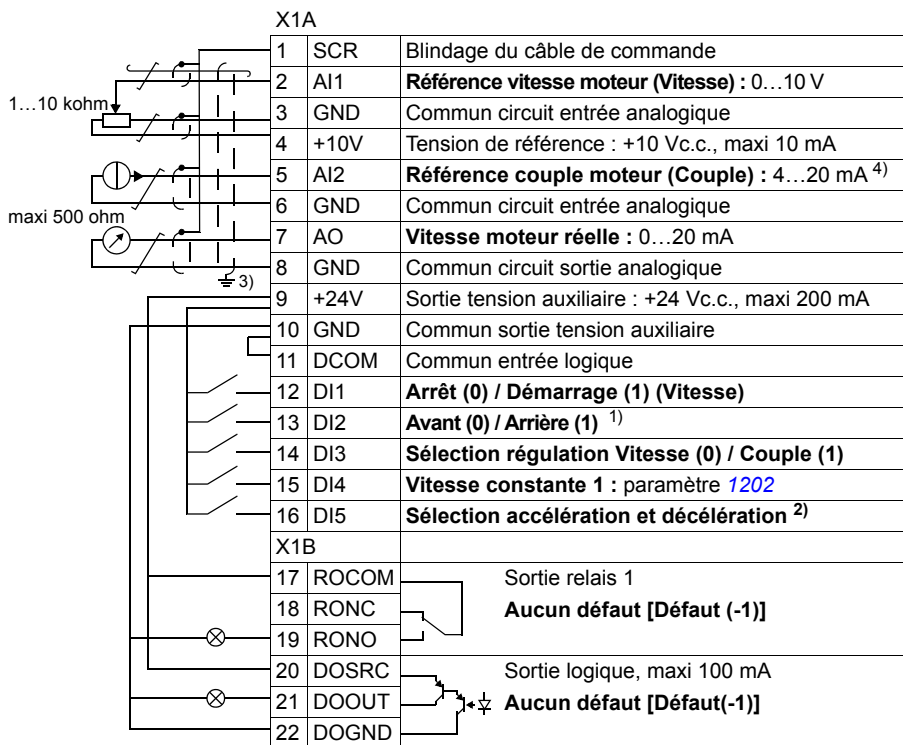 X1A
1 SCR Blindage du câble de commande
2 AI1 Référence vitesse moteur (Vitesse) : 0…10 V
1…10 kohm
3 GND Commun circuit entrée analogique
4 +10V Tension de référence : +10 Vc.c., maxi 10 mA
5 AI2 Référence couple moteur (Couple) : 4…20 mA 4)
6 GND Commun circuit entrée analogique
maxi 500 ohm
7 AO Vitesse moteur réelle : 0…20 mA
8 GND Commun circuit sortie analogique
3)
9 +24V Sortie tension auxiliaire : +24 Vc.c., maxi 200 mA
10 GND Commun sortie tension auxiliaire
11 DCOM Commun entrée logique
12 DI1 Arrêt (0) / Démarrage (1) (Vitesse)
13 DI2 Avant (0) / Arrière (1) 1)
14 DI3 Sélection régulation Vitesse (0) / Couple (1)
15 DI4 Vitesse constante 1 : paramètre 1202
16 DI5 Sélection accélération et décélération 2)
X1B
17 ROCOM Sortie relais 1
18 RONC Aucun défaut [Défaut (-1)]
19 RONO
20 DOSRC Sortie logique, maxi 100 mA
21 DOOUT Aucun défaut [Défaut(-1)]
22 DOGND